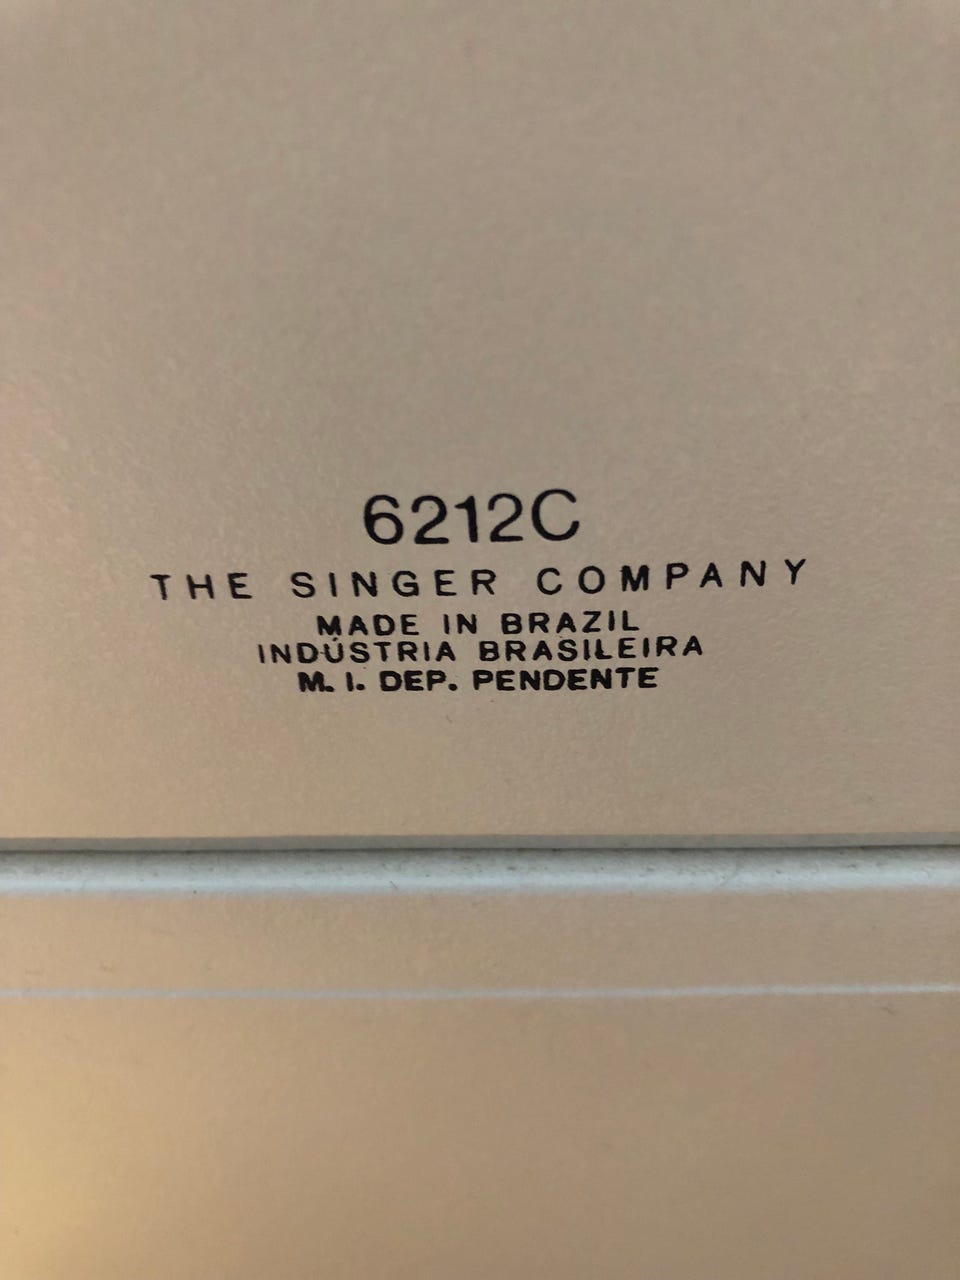 6212C
THE SINGER COMPANY
MADE IN BRAZIL
INDÚSTRIA BRASILEIRA
M. I. DEP. PENDENTE